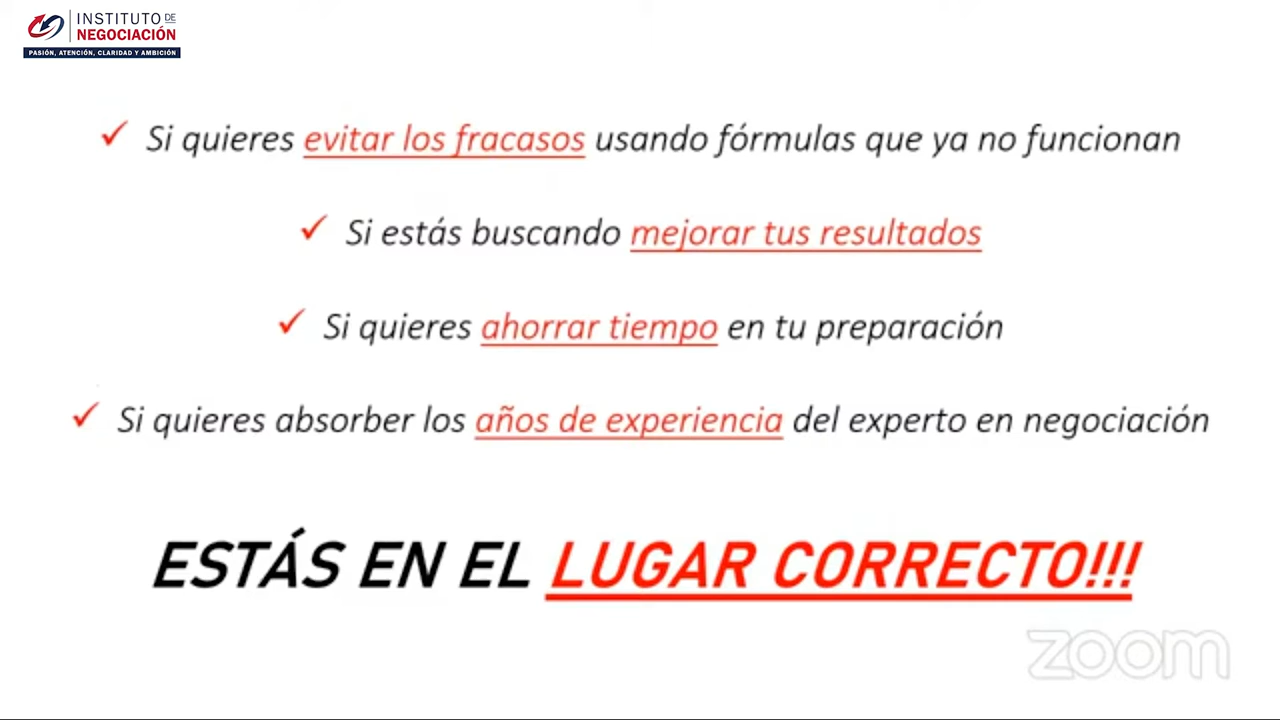 INSTITUTO DE
NEGOCIACIÓN
PASIÓN, ATENCIÓN, CLARIDAD Y AMBICIÓN
Si quieres evitar los fracasos usando fórmulas que ya no funcionan
Si estás buscando mejorar tus resultados
Si quieres ahorrar tiempo en tu preparación
Si quieres absorber los años de experiencia del experto en negociación
ESTÁS EN EL LUGAR CORRECTO!!!
zoom